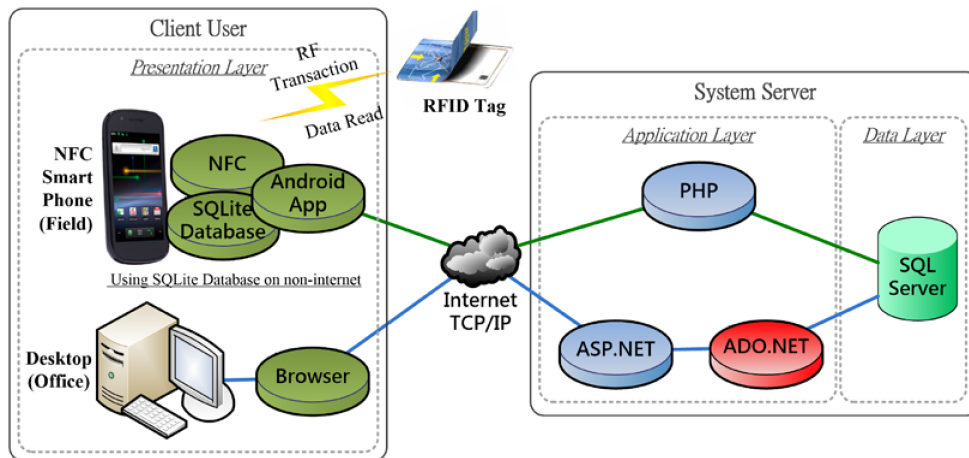 Client User
Presentation Layer
RF
Transaction
Data Read
RFID Tag
NFC
Smart
Phone
(Field)
NFC
Android
App
SQLite
Database
Using SQLite Database on non-internet
Desktop
(Office)
Browser
Internet
TCP/IP
System Server
Application Layer
Data Layer
PHP
SQL
Server
ASP.NET
ADO.NET